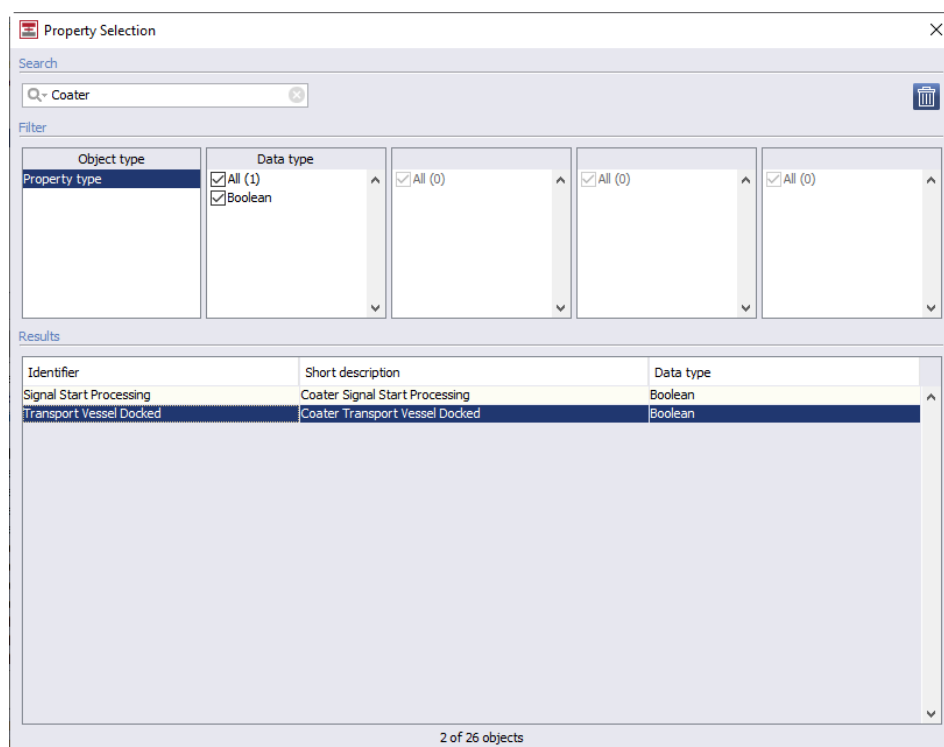 Property Selection
Search
Coater
Filter
Object type
Property type
Data type
All (1)
Boolean
All (0)
All (0)
All (0)
Results
Identifier Short description Data type
Signal Start Processing Coater Signal Start Processing Boolean
Transport Vessel Docked Coater Transport Vessel Docked Boolean
2 of 26 objects